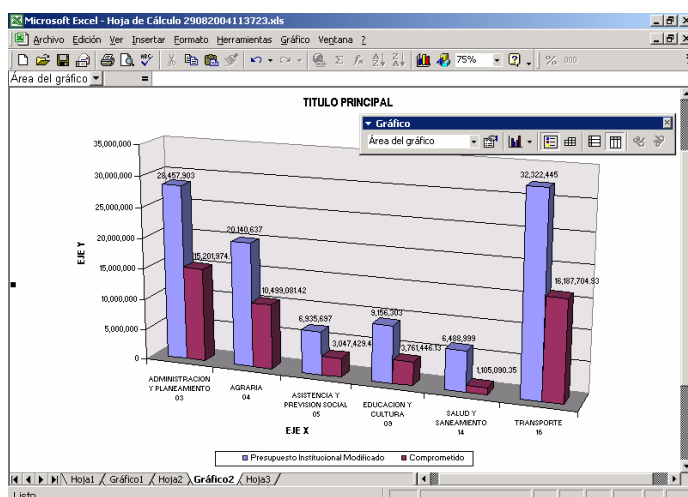 Microsoft Excel - Hoja de Cálculo 29082004113723.xls
Archivo Edición Ver Insertar Formato Herramientas Gráfico Ventana ?
75%
% 000
Área del gráfico =
TITULO PRINCIPAL
Gráfico
Área del gráfico
35,000,000
30,000,000
25,000,000
20,000,000
15,000,000
10,000,000
5,000,000
0
EJE Y
28,457,903
15,201,974.
20,140,637
10,499,081.42
6,935,697
3,047,429.4
9,156,303
3,761,446.13
6,488,999
1,105,090.35
32,322,445
16,187,704.93
ADMINISTRACION
Y PLANEAMIENTO
03
AGRARIA
04
ASISTENCIA Y
PREVISION SOCIAL
05
EDUCACION Y
CULTURA
09
SALUD Y
SANEAMIENTO
14
TRANSPORTE
16
EJE X
Presupuesto Institucional Modificado Comprometido
Hoja1 Gráfico1 Hoja2 Gráfico2 Hoja3
Listo